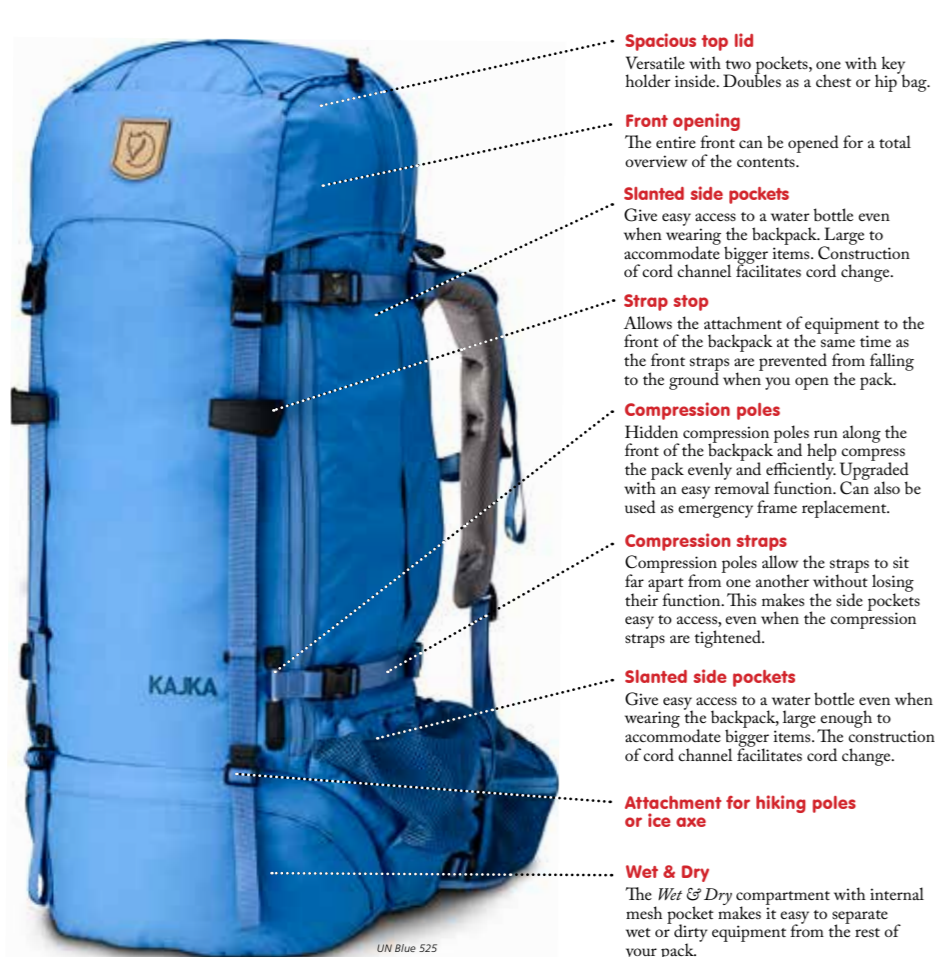 Spacious top lid
Versatile with two pockets, one with key
holder inside. Doubles as a chest or hip bag.
Front opening
The entire front can be opened for a total
overview of the contents.
Slanted side pockets
Give easy access to a water bottle even
when wearing the backpack. Large to
accommodate bigger items. Construction
of cord channel facilitates cord change.
Strap stop
Allows the attachment of equipment to the
front of the backpack at the same time as
the front straps are prevented from falling
to the ground when you open the pack.
Compression poles
Hidden compression poles run along the
front of the backpack and help compress
the pack evenly and efficiently. Upgraded
with an easy removal function. Can also be
used as emergency frame replacement.
Compression straps
Compression poles allow the straps to sit
far apart from one another without losing
their function. This makes the side pockets
easy to access, even when the compression
straps are tightened.
KAJKA
Slanted side pockets
Give easy access to a water bottle even when
wearing the backpack, large enough to
accommodate bigger items. The construction
of cord channel facilitates cord change.
Attachment for hiking poles
or ice axe
Wet & Dry
The Wet & Dry compartment with internal
mesh pocket makes it easy to separate
wet or dirty equipment from the rest of
your pack.
UN Blue 525